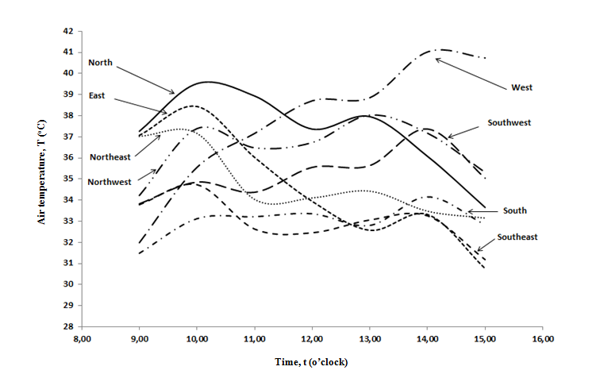 42
41
40
39
38
37
36
35
34
33
32
31
30
29
28
Air temperature, T (°C)
North
East
Northeast
Northwest
West
Southwest
South
Southeast
8,00 9,00 10,00 11,00 12,00 13,00 14,00 15,00 16,00
Time, t (o'clock)